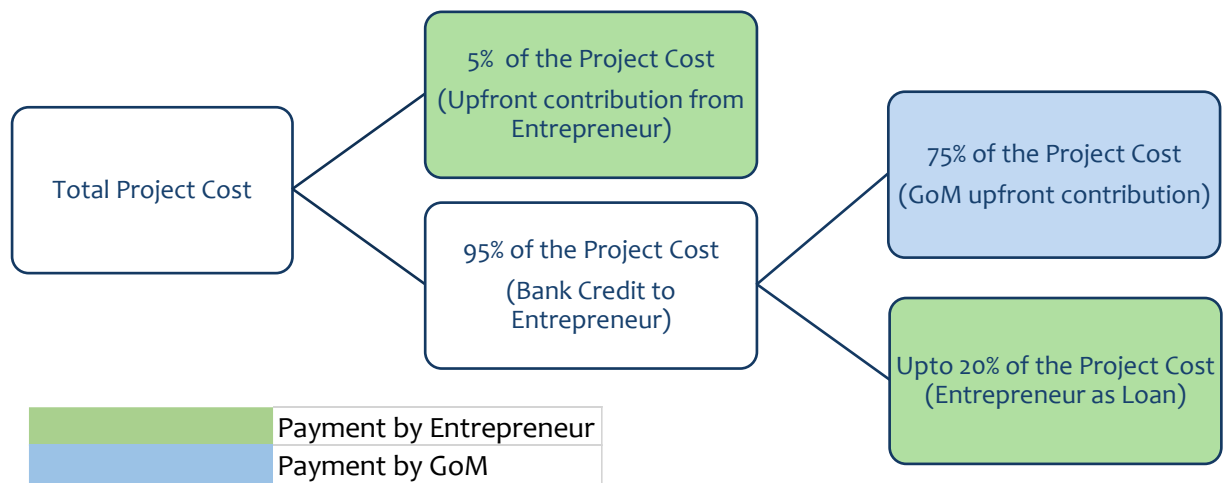 Total Project Cost
5% of the Project Cost
(Upfront contribution from
Entrepreneur)
95% of the Project Cost
(Bank Credit to
Entrepreneur)
75% of the Project Cost
(GoM upfront contribution)
Upto 20% of the Project Cost
(Entrepreneur as Loan)
Payment by Entrepreneur
Payment by GoM